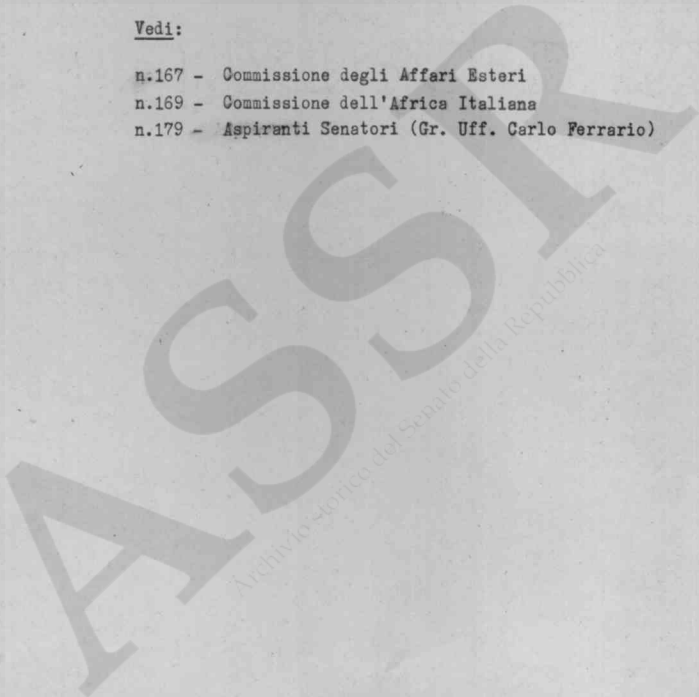 Vedi:
n.167 - Commissione degli Affari Esteri
n.169 - Commissione dell'Africa Italiana
n.179 - Aspiranti Senatori (Gr. Uff. Carlo Ferrario)
ASSR
Archivio storico del Senato della Repubblica